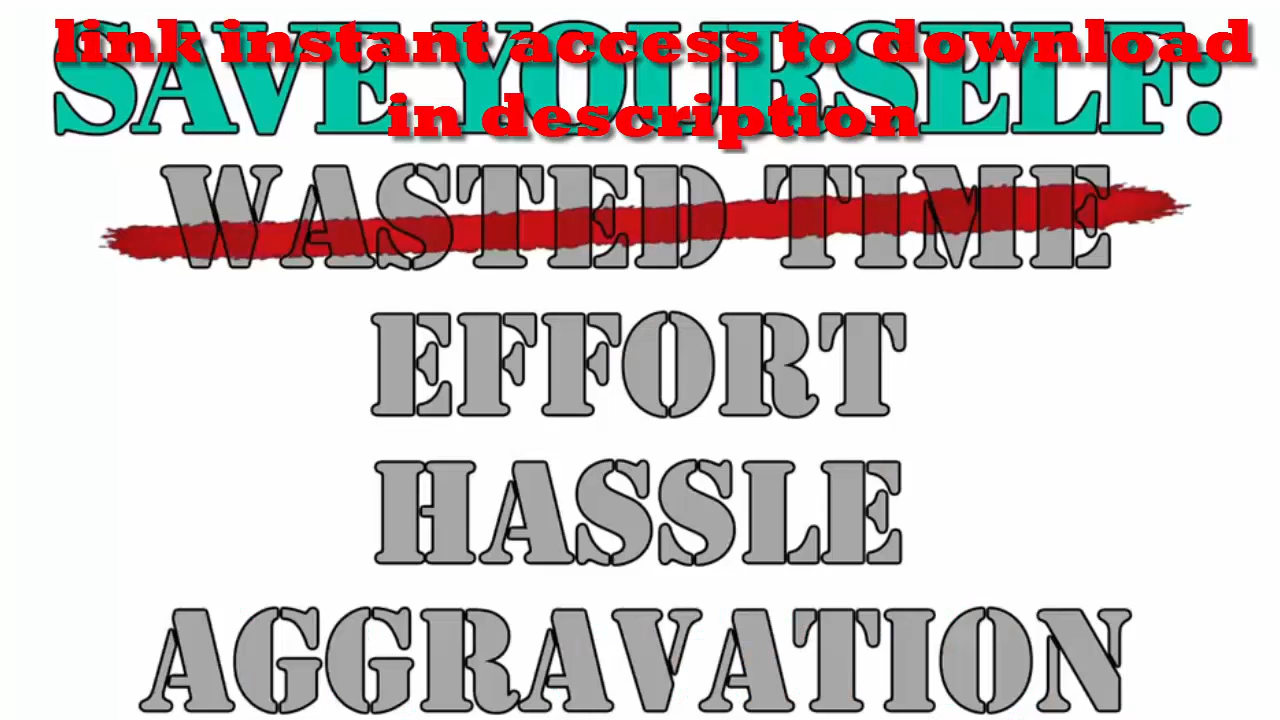 link instant access to download
SAVE YOURSELF:
in description
WASTED TIME
EFFORT
HASSLE
AGGRAVATION